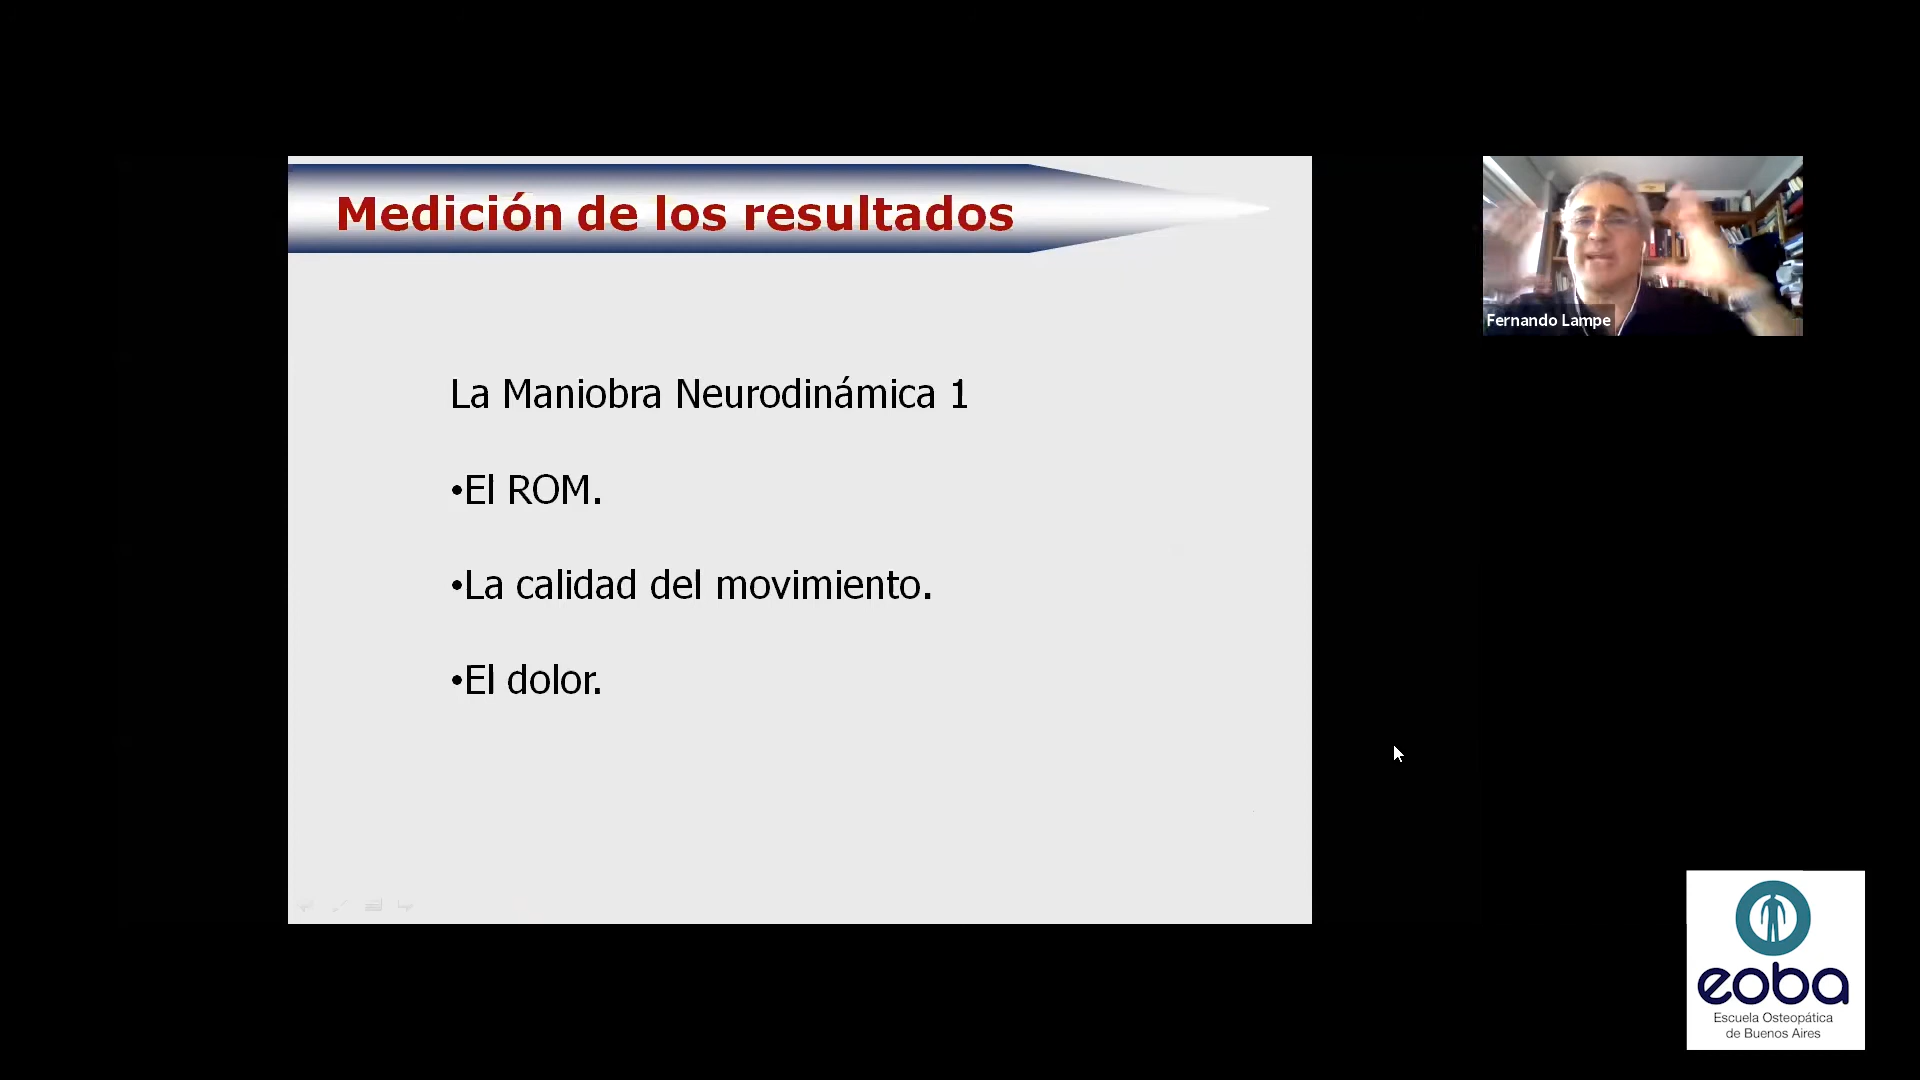 Medición de los resultados
La Maniobra Neurodinámica 1
•El ROM.
•La calidad del movimiento.
•El dolor.
Fernando Lampe
eoba
Escuela Osteopática
de Buenos Aires